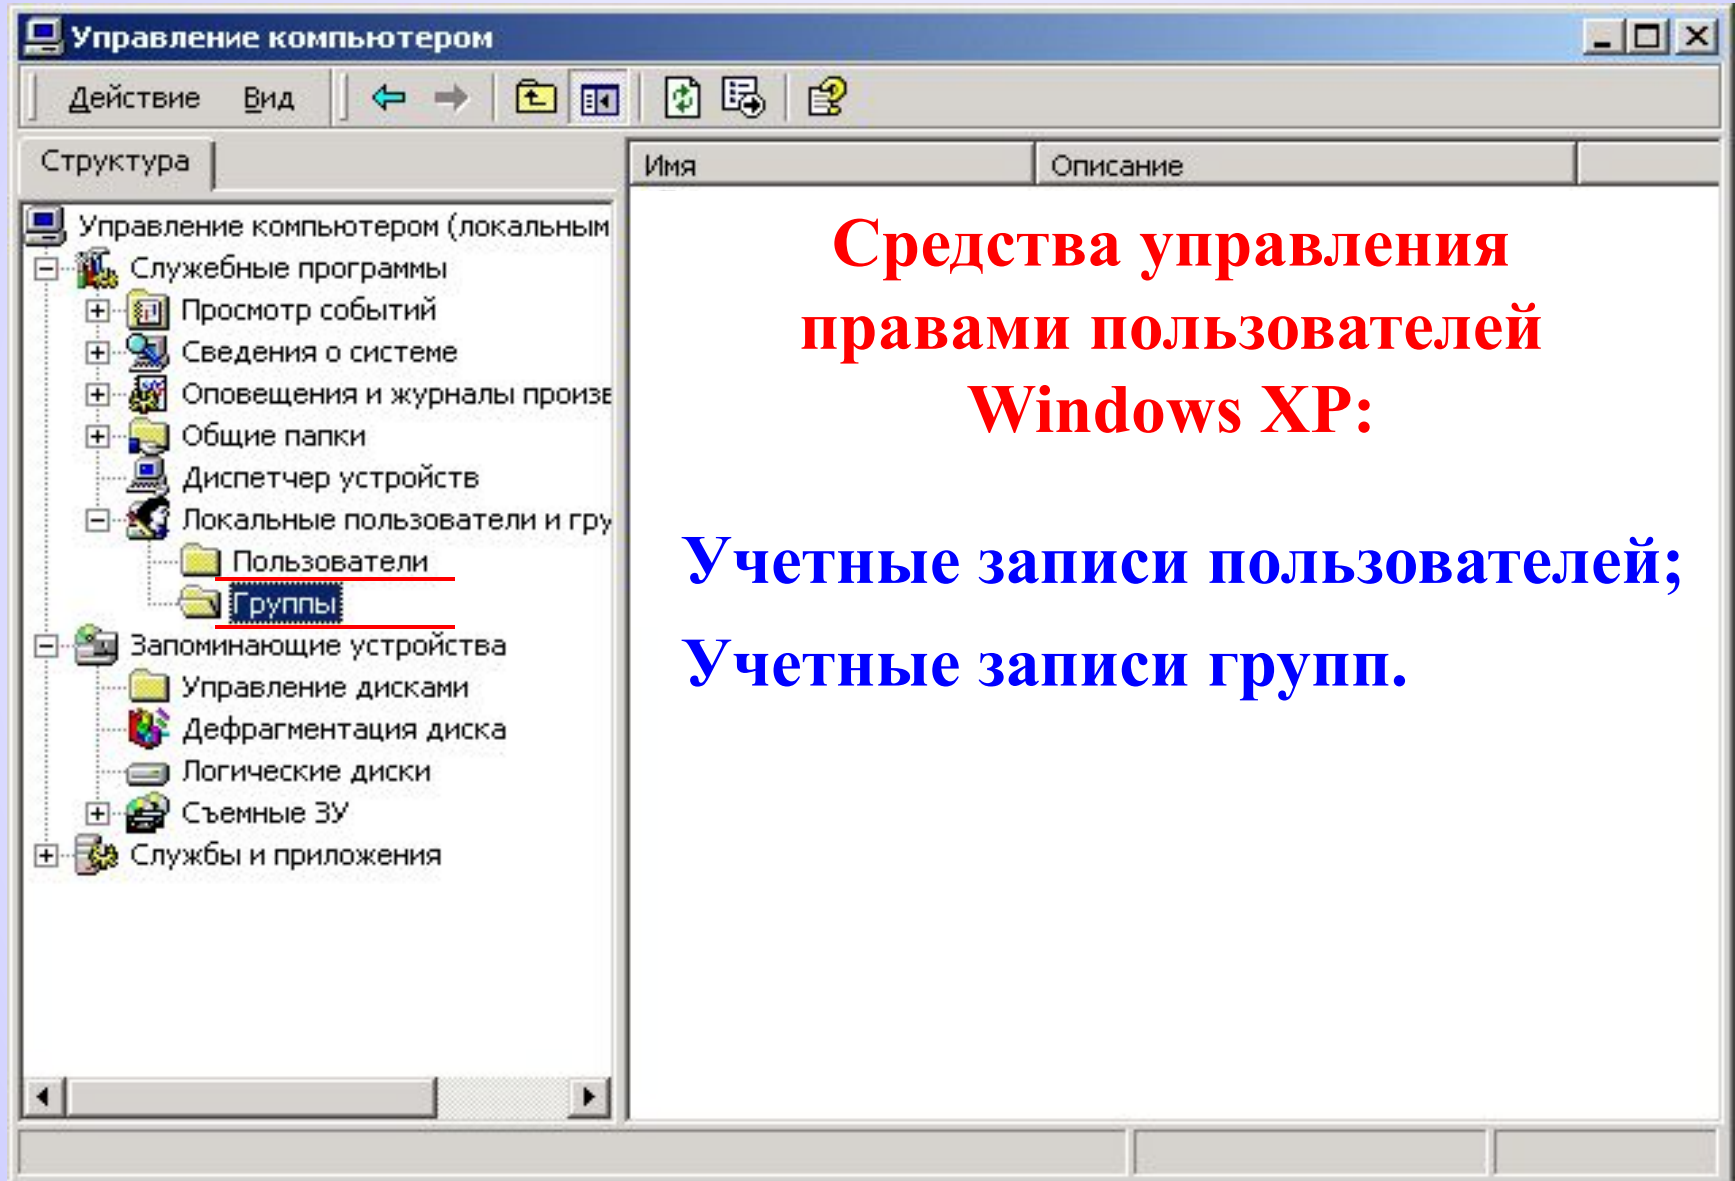 Управление компьютером
Действие Вид
Структура
Имя Описание
Управление компьютером (локальным
Служебные программы
Просмотр событий
Сведения о системе
Оповещения и журналы произв
Общие папки
Диспетчер устройств
Локальные пользователи и гру
Пользователи
Группы
Запоминающие устройства
Управление дисками
Дефрагментация диска
Логические диски
Съемные ЗУ
Службы и приложения
Средства управления
правами пользователей
Windows XP:
Учетные записи пользователей;
Учетные записи групп.